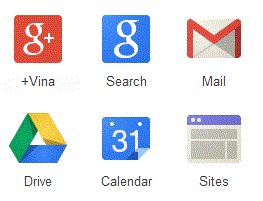 g+ g
+Vina Search Mail
31
Drive Calendar Sites